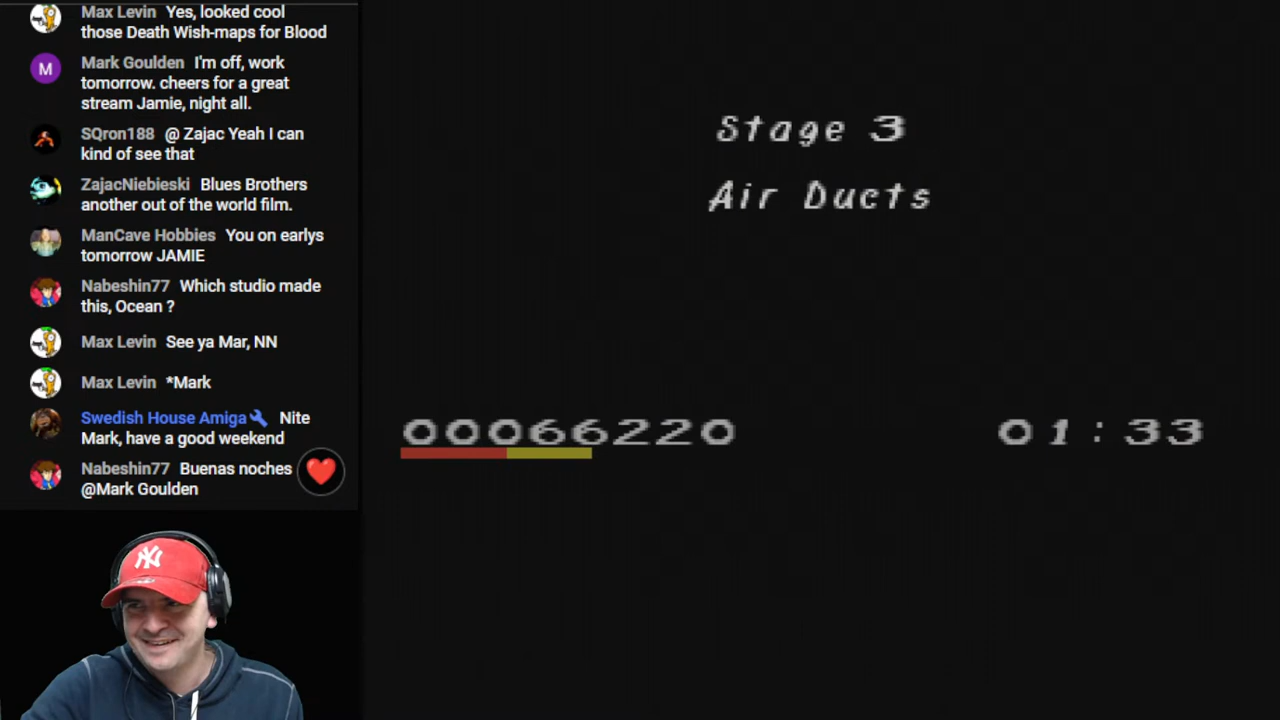 Max Levin Yes, looked cool
those Death Wish-maps for Blood
Mark Goulden I'm off, work
tomorrow. cheers for a great
stream Jamie, night all.
M
SQron188 @ Zajac Yeah I can
kind of see that
ZajacNiebieski Blues Brothers
another out of the world film.
ManCave Hobbies You on earlys
tomorrow JAMIE
Nabeshin77 Which studio made
this, Ocean ?
Max Levin See ya Mar, NN
Max Levin *Mark
Swedish House Amiga Nite
Mark, have a good weekend
Nabeshin77 Buenas noches
@Mark Goulden
Stage 3
Air Ducts
00066220 01:33
NY